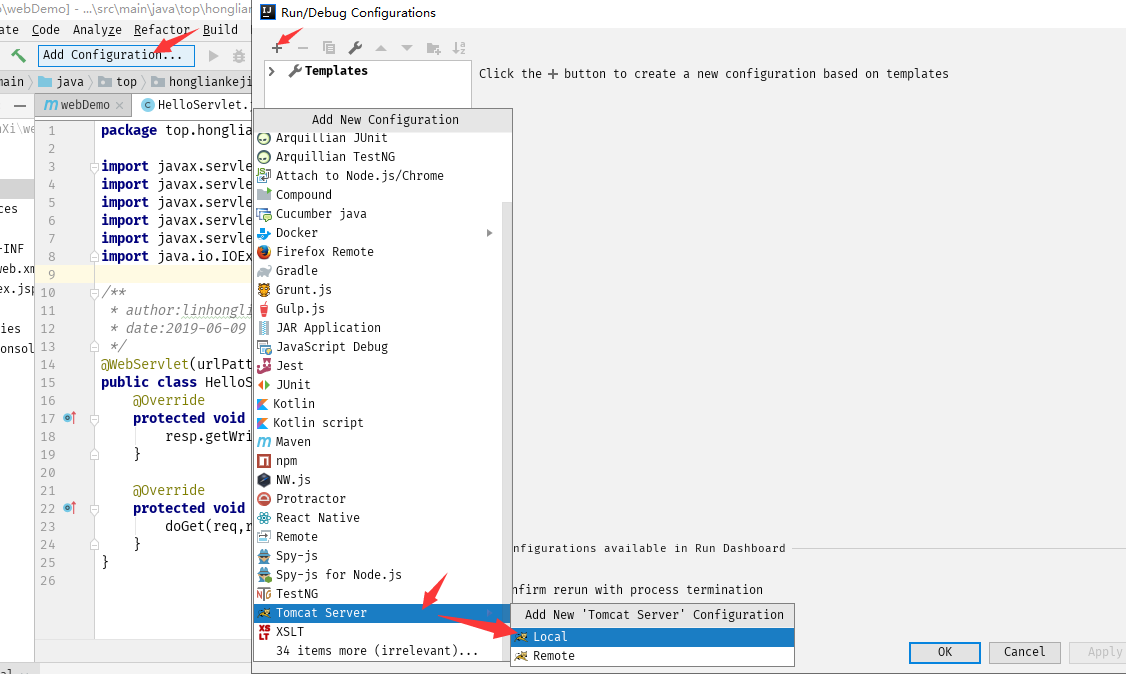 \webDemo] - ...\src\main\java\top\honglian
ate Code Analyze Refactor Build
Add Configuration...
main java top hongliankeji
webDemo × HelloServlet.j
nXi\we
ces
-INF
web.xm
ex.jsp
ies
onsol
1 package top.honglia
2
3 import javax.servle
4 import javax.servle
5 import javax.servle
6 import javax.servle
7 import javax.servle
8 import java.io.IOEx
9
10 /**
11 * author:linhongli
12 * date:2019-06-09
13 */
14 @WebServlet(urlPatt
15 public class HelloS
16 @Override
17 protected void
18 resp.getWri
19 }
20
21 @Override
22 protected void
23 doGet(req,r
24 }
25 }
26
Run/Debug Configurations
Templates
Click the + button to create a new configuration based on templates
Add New Configuration
Arquillian JUnit
Arquillian TestNG
Attach to Node.js/Chrome
Compound
Cucumber java
Docker
Firefox Remote
Gradle
Grunt.js
Gulp.js
JAR Application
JavaScript Debug
Jest
JUnit
Kotlin
Kotlin script
Maven
npm
NW.js
Protractor
React Native
Remote
Spy-js
Spy-js for Node.js
TestNG
Tomcat Server
XSLT
34 items more (irrelevant)...
nfigurations available in Run Dashboard
nfirm rerun with process termination
Add New 'Tomcat Server' Configuration
Local
Remote
OK Cancel Apply